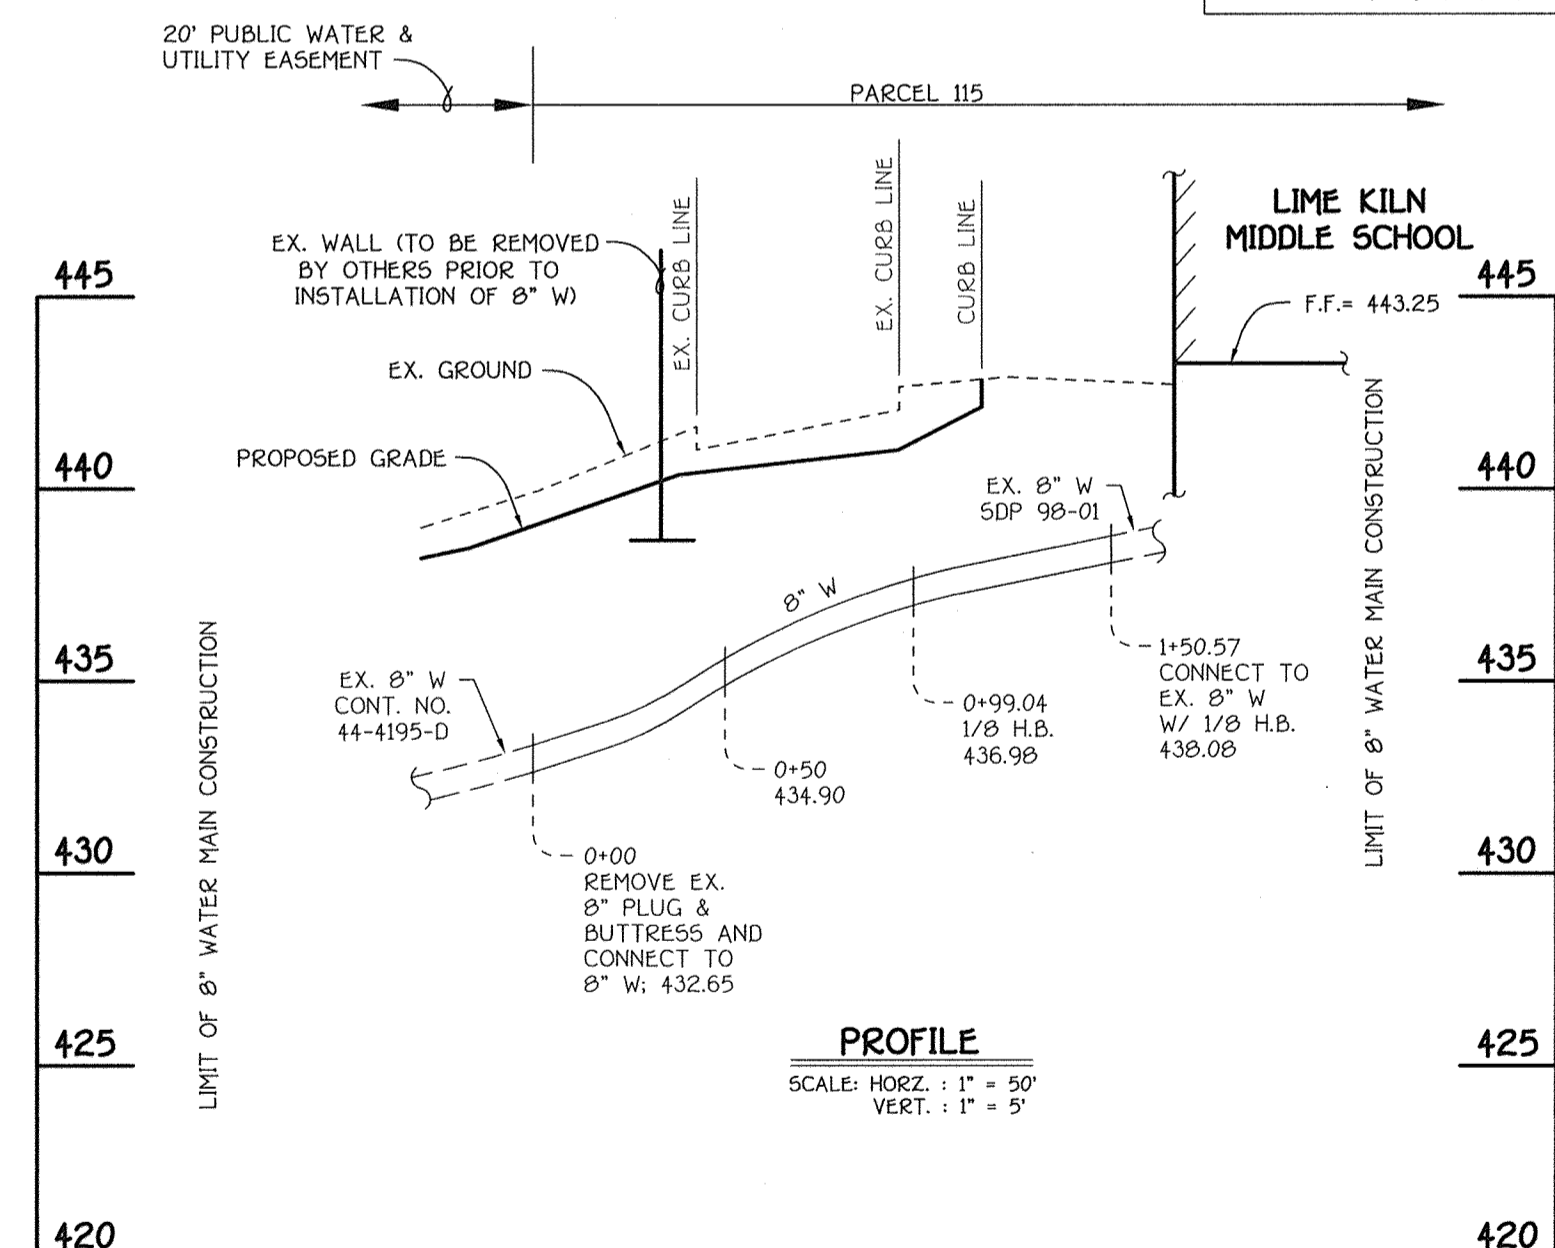 20' PUBLIC WATER &
UTILITY EASEMENT
PARCEL 115
EX. CURB LINE
EX. CURB LINE
CURB LINE
LIME KILN
MIDDLE SCHOOL
EX. WALL (TO BE REMOVED
BY OTHERS PRIOR TO
INSTALLATION OF 8" W)
445
445
F.F.= 443.25
EX. GROUND
PROPOSED GRADE
440
440
EX. 8" W
SDP 98-01
8" W
LIMIT OF 8" WATER MAIN CONSTRUCTION
LIMIT OF 8" WATER MAIN CONSTRUCTION
435
435
EX. 8" W
CONT. NO.
44-4195-D
1+50.57
CONNECT TO
EX. 8" W
W/ 1/8 H.B.
438.08
0+99.04
1/8 H.B.
436.98
0+50
434.90
430
430
0+00
REMOVE EX.
8" PLUG &
BUTTRESS AND
CONNECT TO
8" W; 432.65
425
425
PROFILE
SCALE: HORZ. : 1" = 50'
VERT. : 1" = 5'
420
420